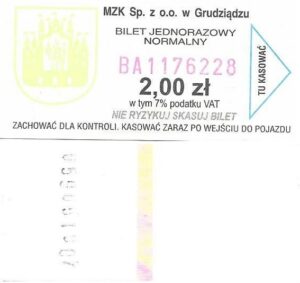 MZK Sp. z o.o. w Grudziądzu
BILET JEDNORAZOWY
NORMALNY
BA1176228
2,00 zł
w tym 7% podatku VAT
NIE RYZYKUJ SKASUJ BILET
TU KASOWAĆ
ZACHOWAĆ DLA KONTROLI. KASOWAĆ ZARAZ PO WEJŚCIU DO POJAZDU